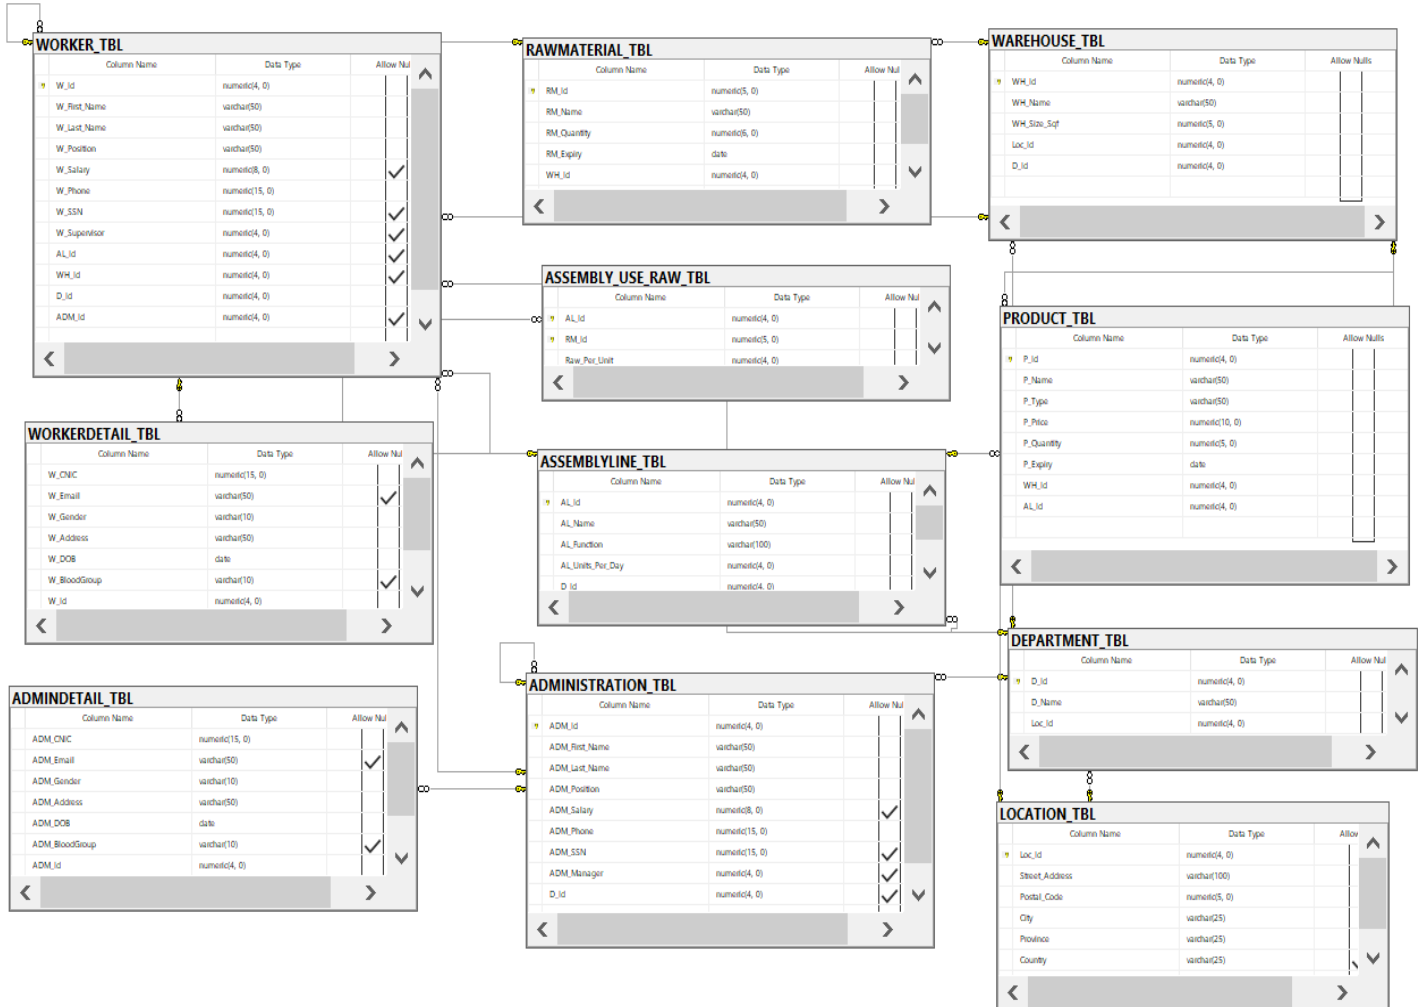 WORKER_TBL
Column Name Data Type Allow Nul
W_Id numeric(4, 0)
W_First_Name varchar(50)
W_Last_Name varchar(50)
W_Position varchar(50)
W_Salary numeric(8, 0)
W_Phone numeric(15, 0)
W_SSN numeric(15, 0)
W_Supervisor numeric(4, 0)
AL_Id numeric(4, 0)
WH_Id numeric(4, 0)
D_Id numeric(4, 0)
ADM_Id numeric(4, 0)
RAWMATERIAL_TBL
Column Name Data Type Allow Nul
RM_Id numeric(5, 0)
RM_Name varchar(50)
RM_Quantity numeric(6, 0)
RM_Expiry date
WH_Id numeric(4, 0)
WAREHOUSE_TBL
Column Name Data Type Allow Nulls
WH_Id numeric(4, 0)
WH_Name varchar(50)
WH_Size_Sqf numeric(5, 0)
Loc_Id numeric(4, 0)
D_Id numeric(4, 0)
ASSEMBLY_USE_RAW_TBL
Column Name Data Type Allow Nul
AL_Id numeric(4, 0)
RM_Id numeric(5, 0)
Raw_Per_Unit numeric(4, 0)
PRODUCT_TBL
Column Name Data Type Allow Nulls
P_Id numeric(4, 0)
P_Name varchar(50)
P_Type varchar(50)
P_Price numeric(10, 0)
P_Quantity numeric(5, 0)
P_Expiry date
WH_Id numeric(4, 0)
AL_Id numeric(4, 0)
WORKERDETAIL_TBL
Column Name Data Type Allow Nul
W_CNIC numeric(15, 0)
W_Email varchar(50)
W_Gender varchar(10)
W_Address varchar(50)
W_DOB date
W_BloodGroup varchar(10)
W_Id numeric(4, 0)
ASSEMBLYLINE_TBL
Column Name Data Type Allow Nul
AL_Id numeric(4, 0)
AL_Name varchar(50)
AL_Function varchar(100)
AL_Units_Per_Day numeric(4, 0)
D_Id numeric(4, 0)
DEPARTMENT_TBL
Column Name Data Type Allow Nul
D_Id numeric(4, 0)
D_Name varchar(50)
Loc_Id numeric(4, 0)
ADMINDETAIL_TBL
Column Name Data Type Allow Nul
ADM_CNIC numeric(15, 0)
ADM_Email varchar(50)
ADM_Gender varchar(10)
ADM_Address varchar(50)
ADM_DOB date
ADM_BloodGroup varchar(10)
ADM_Id numeric(4, 0)
ADMINISTRATION_TBL
Column Name Data Type Allow Nul
ADM_Id numeric(4, 0)
ADM_First_Name varchar(50)
ADM_Last_Name varchar(50)
ADM_Position varchar(50)
ADM_Salary numeric(8, 0)
ADM_Phone numeric(15, 0)
ADM_SSN numeric(15, 0)
ADM_Manager numeric(4, 0)
D_Id numeric(4, 0)
LOCATION_TBL
Column Name Data Type Allow
Loc_Id numeric(4, 0)
Street_Address varchar(100)
Postal_Code numeric(5, 0)
City varchar(25)
Province varchar(25)
Country varchar(25)